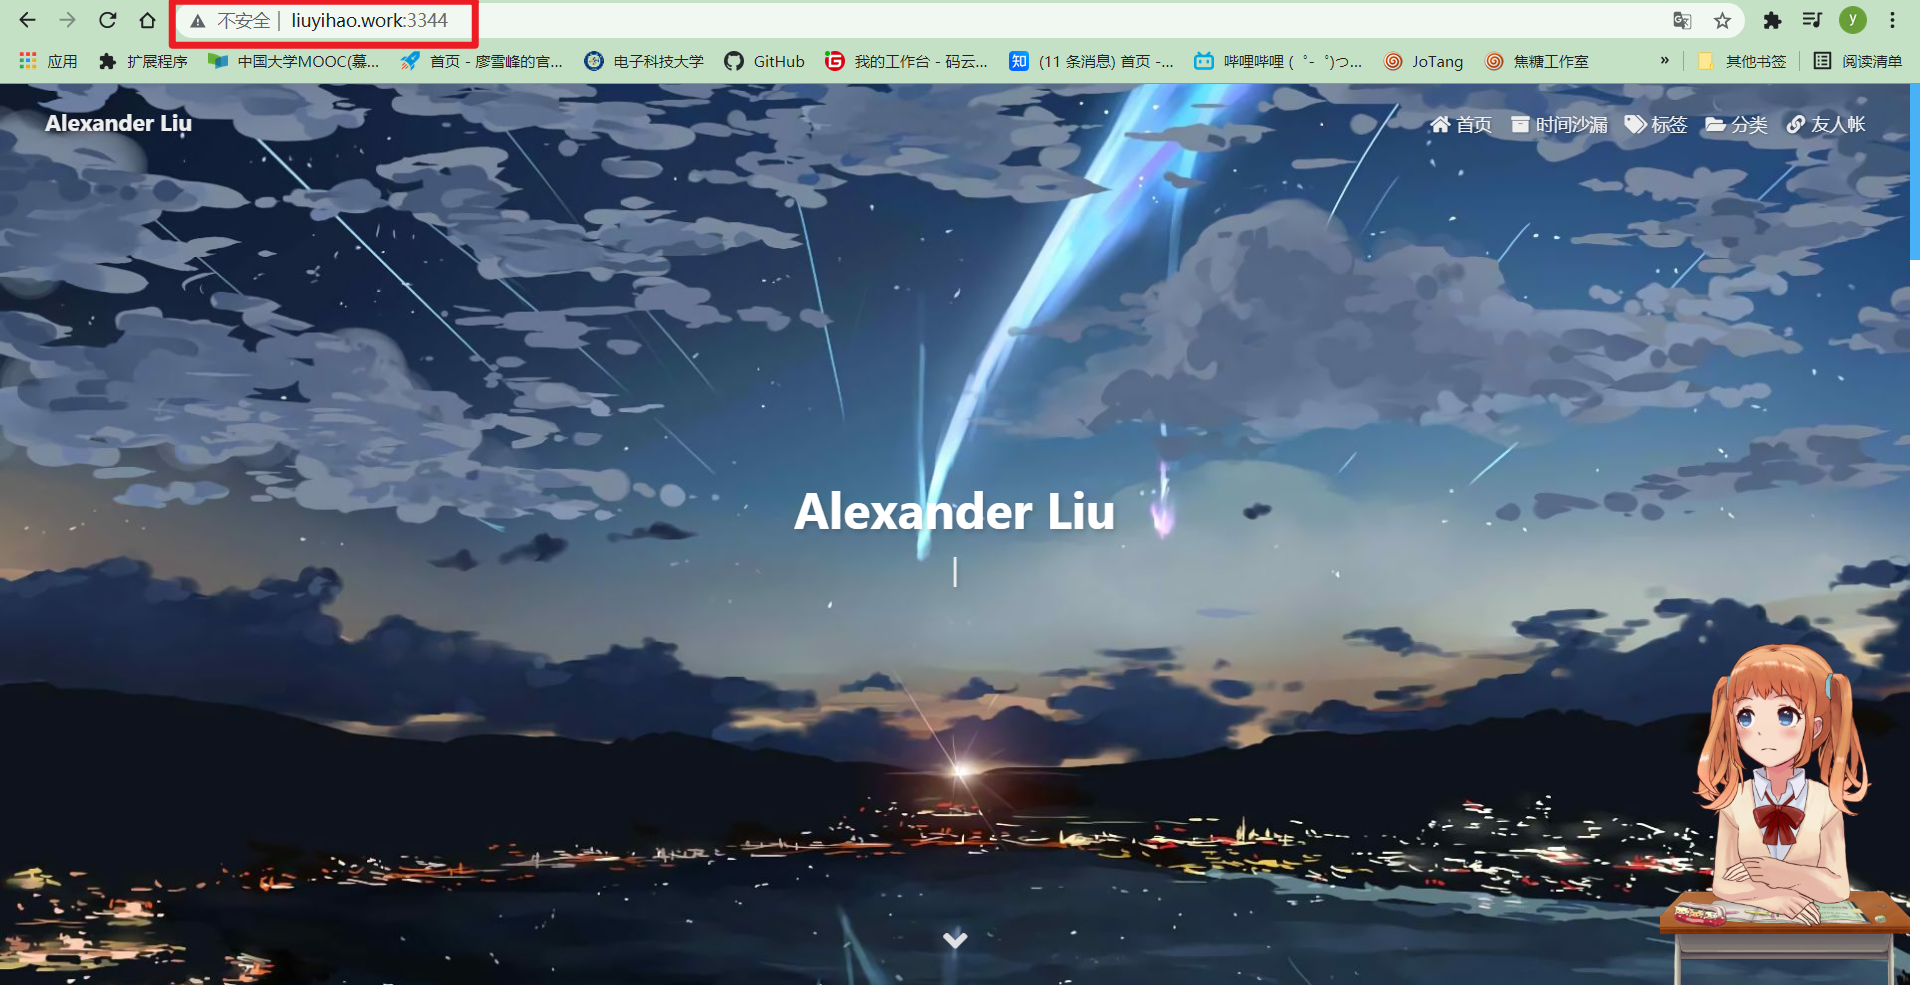 不安全 | liuyihao.work:3344
y
应用 扩展程序 中国大学MOOC(慕... 首页 - 廖雪峰的官... 电子科技大学 GitHub 我的工作台 - 码云... 知 (11 条消息) 首页 -... 哔哩哔哩 ( ゜- ゜)つ... JoTang 焦糖工作室 » 其他书签 阅读清单
Alexander Liu 首页 时间沙漏 标签 分类 友人帐
Alexander Liu
|